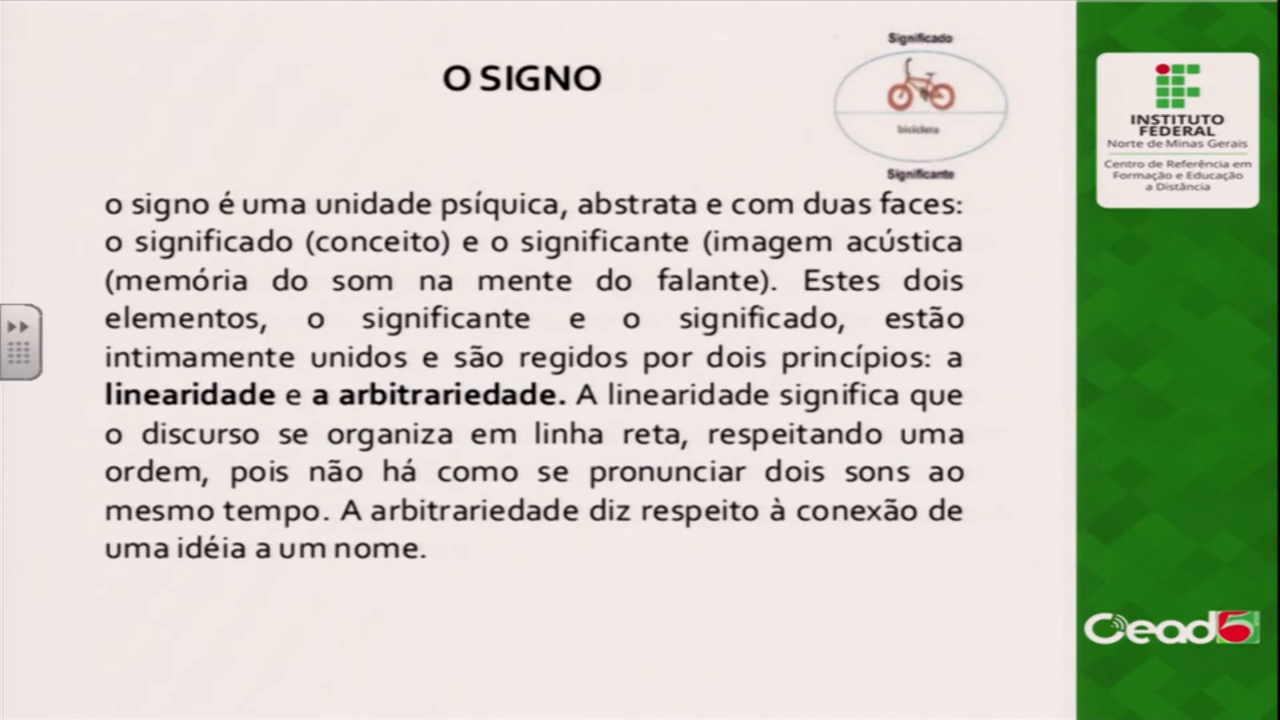 Significado
O SIGNO
bicicleta
Significante
o signo é uma unidade psíquica, abstrata e com duas faces:
o significado (conceito) e o significante (imagem acústica
(memória do som na mente do falante). Estes dois
elementos, o significante e o significado, estão
intimamente unidos e são regidos por dois princípios: a
linearidade e a arbitrariedade. A linearidade significa que
o discurso se organiza em linha reta, respeitando uma
ordem, pois não há como se pronunciar dois sons ao
mesmo tempo. A arbitrariedade diz respeito à conexão de
uma idéia a um nome.
INSTITUTO
FEDERAL
Norte de Minas Gerais
Centro de Referência em
Formação e Educação
a Distância
Cead5